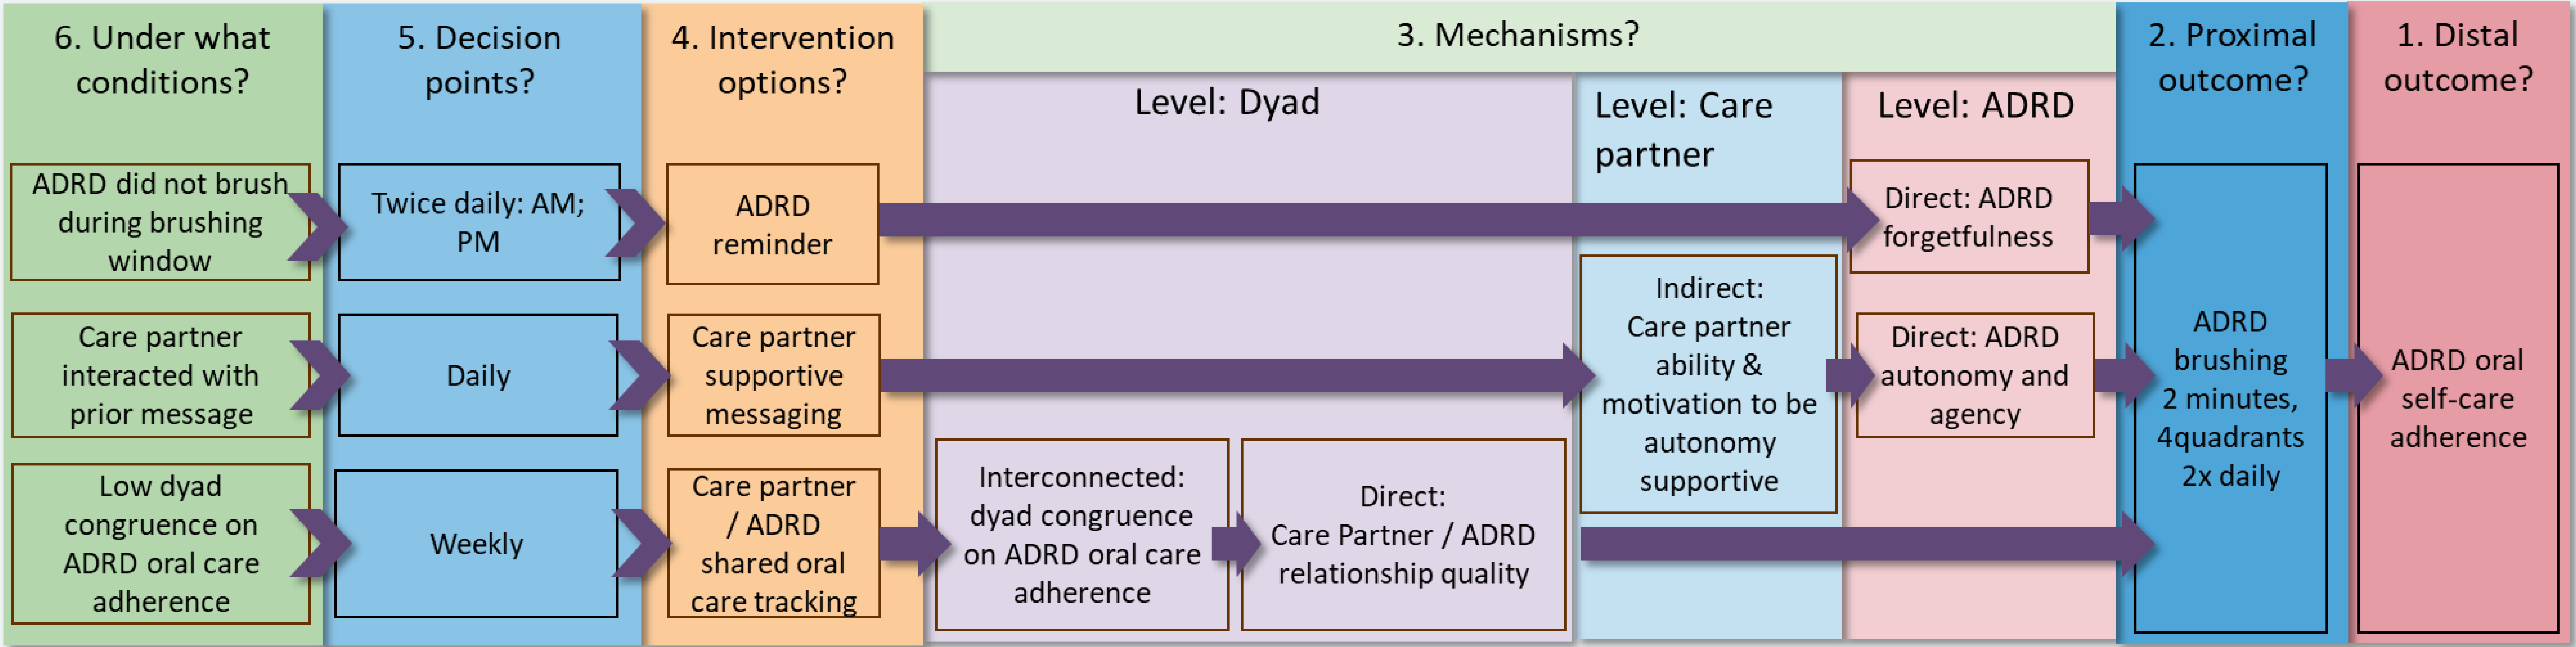 6. Under what
conditions?
5. Decision
points?
4. Intervention
options?
3. Mechanisms?
2. Proximal
outcome?
1. Distal
outcome?
Level: Dyad
Level: Care
partner
Level: ADRD
ADRD did not brush
during brushing
window
Twice daily: AM;
PM
ADRD
reminder
Direct: ADRD
forgetfulness
Care partner
interacted with
prior message
Daily
Care partner
supportive
messaging
Indirect:
Care partner
ability &
motivation to be
autonomy
supportive
Direct: ADRD
autonomy and
agency
Low dyad
congruence on
ADRD oral care
adherence
Weekly
Care partner
/ ADRD
shared oral
care tracking
Interconnected:
dyad congruence
on ADRD oral care
adherence
Direct:
Care Partner / ADRD
relationship quality
ADRD
brushing
2 minutes,
4quadrants
2x daily
ADRD oral
self-care
adherence